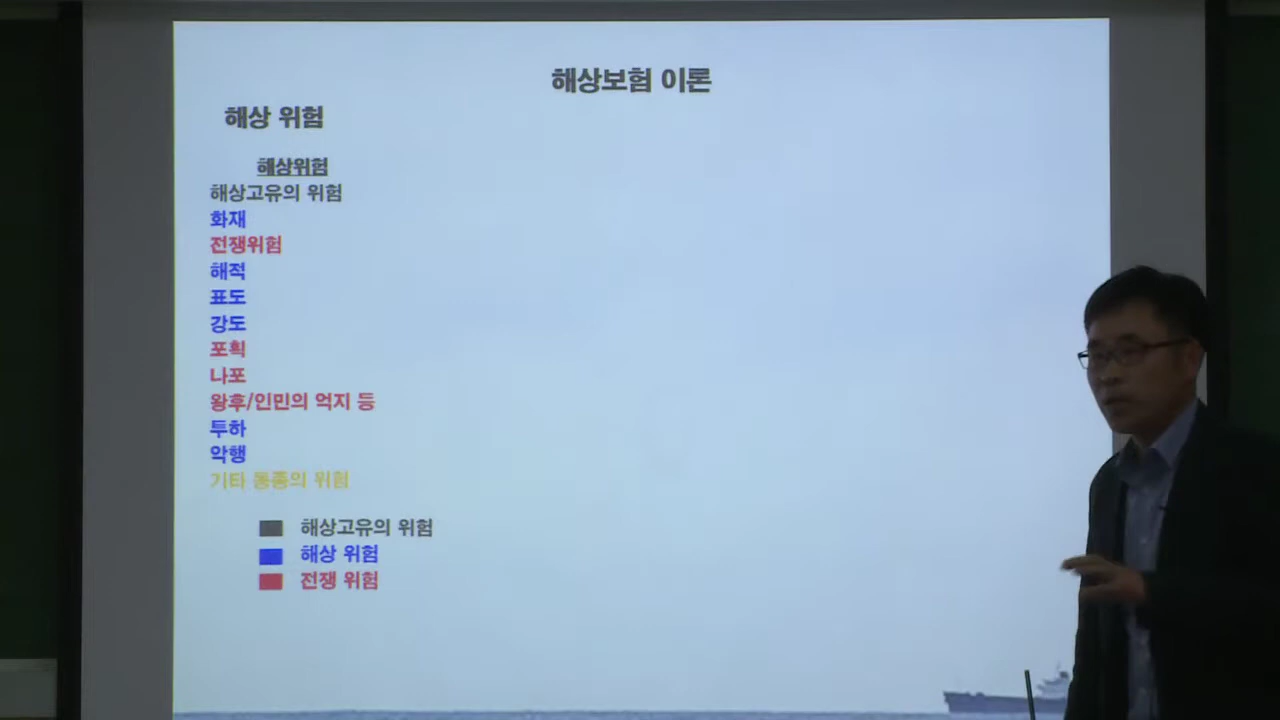 해상보험 이론
해상 위험
해상위험
해상고유의 위험
화재
전쟁위험
해적
표도
강도
포획
나포
왕후/인민의 억지 등
투하
악행
기타 동종의 위험
해상고유의 위험
해상 위험
전쟁 위험